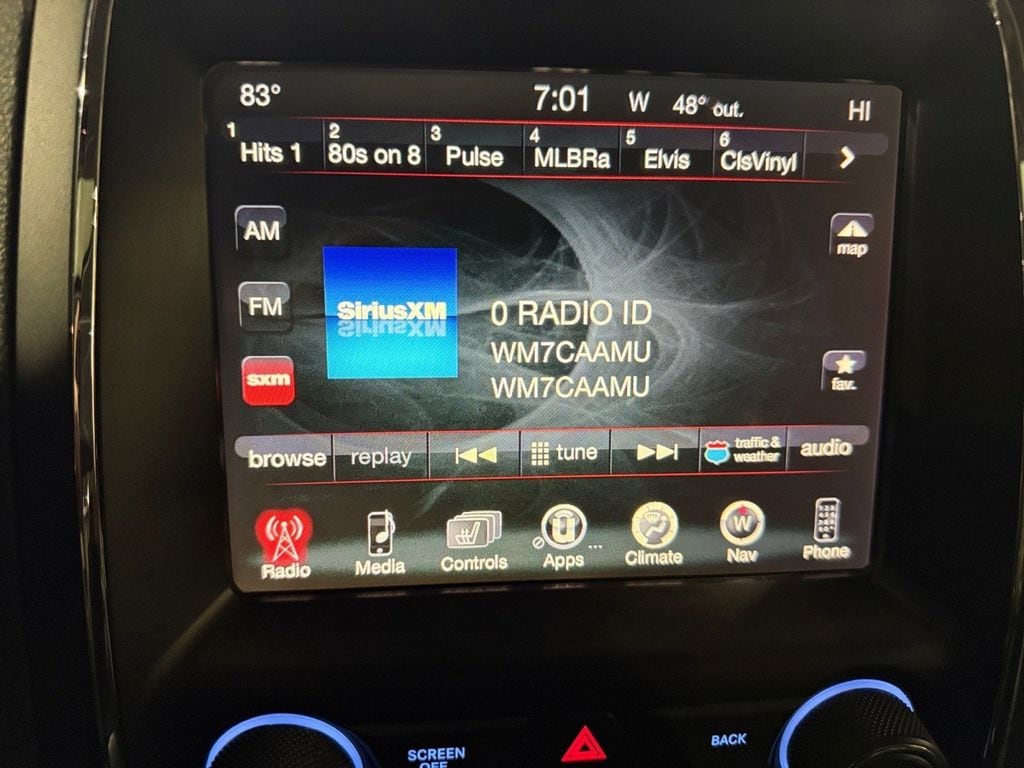 83° 7:01 W 48° out. HI
1 Hits 1 2 80s on 8 3 Pulse 4 MLBRa 5 Elvis 6 ClsVinyl
AM
map
FM
SiriusXM
0 RADIO ID
WM7CAAMU
WM7CAAMU
sxm
fav.
browse replay tune traffic & weather audio
W
Radio Media Controls Apps ... Climate Nav Phone
SCREEN OFF
BACK